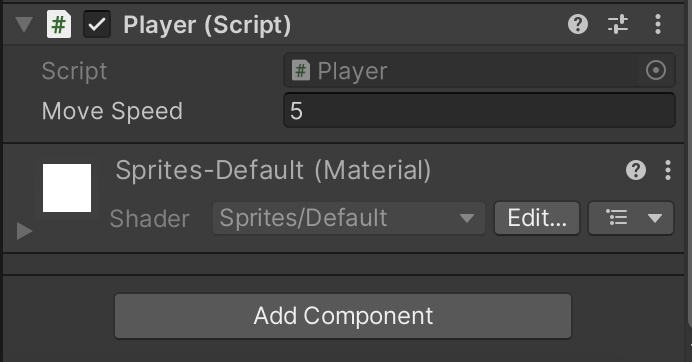 Player (Script)
Script Player
Move Speed 5
Sprites-Default (Material)
Shader Sprites/Default Edit...
Add Component